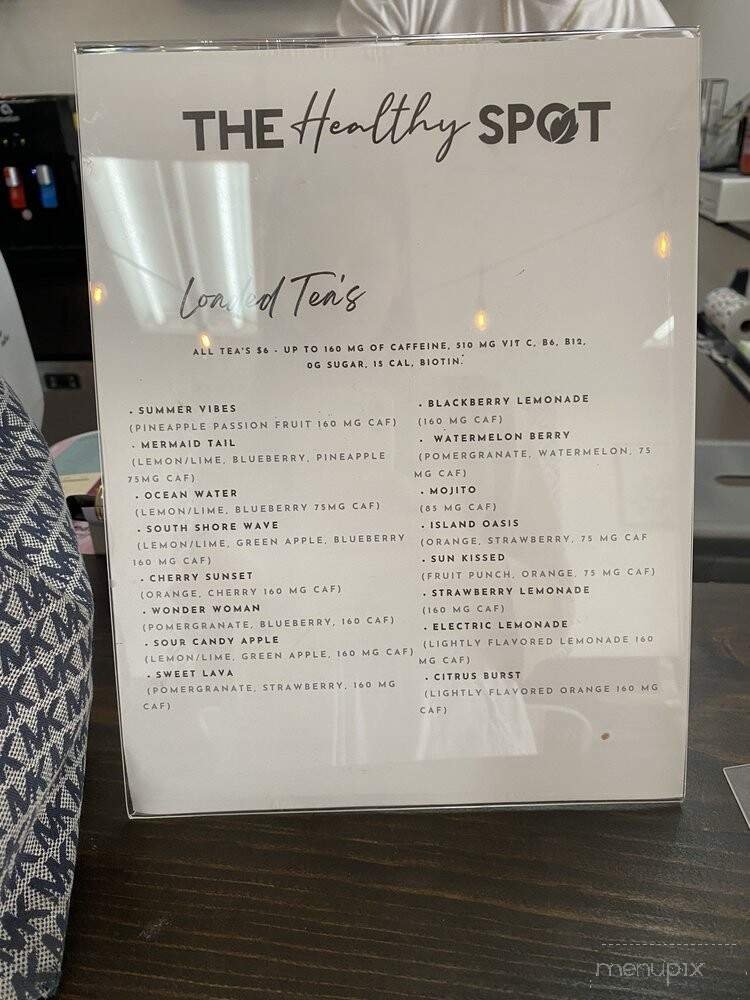 THE Healthy SPOT
Loaded Tea's
ALL TEA'S $6 - UP TO 160 MG OF CAFFEINE, 510 MG VIT C, B6, B12,
0G SUGAR, 15 CAL, BIOTIN.
• SUMMER VIBES
(PINEAPPLE PASSION FRUIT 160 MG CAF)
• MERMAID TAIL
(LEMON/LIME, BLUEBERRY, PINEAPPLE
75MG CAF)
• OCEAN WATER
(LEMON/LIME, BLUEBERRY 75MG CAF)
• SOUTH SHORE WAVE
(LEMON/LIME, GREEN APPLE, BLUEBERRY
160 MG CAF)
• CHERRY SUNSET
(ORANGE, CHERRY 160 MG CAF)
• WONDER WOMAN
(POMERGRANATE, BLUEBERRY, 160 CAF)
• SOUR CANDY APPLE
(LEMON/LIME, GREEN APPLE, 160 MG CAF)
• SWEET LAVA
(POMERGRANATE, STRAWBERRY, 160 MG
CAF)
• BLACKBERRY LEMONADE
(160 MG CAF)
• WATERMELON BERRY
(POMERGRANATE, WATERMELON, 75
MG CAF)
• MOJITO
(85 MG CAF)
• ISLAND OASIS
(ORANGE, STRAWBERRY, 75 MG CAF
• SUN KISSED
(FRUIT PUNCH, ORANGE, 75 MG CAF)
• STRAWBERRY LEMONADE
(160 MG CAF)
• ELECTRIC LEMONADE
(LIGHTLY FLAVORED LEMONADE 160
MG CAF)
• CITRUS BURST
(LIGHTLY FLAVORED ORANGE 160 MG
CAF)
menupix